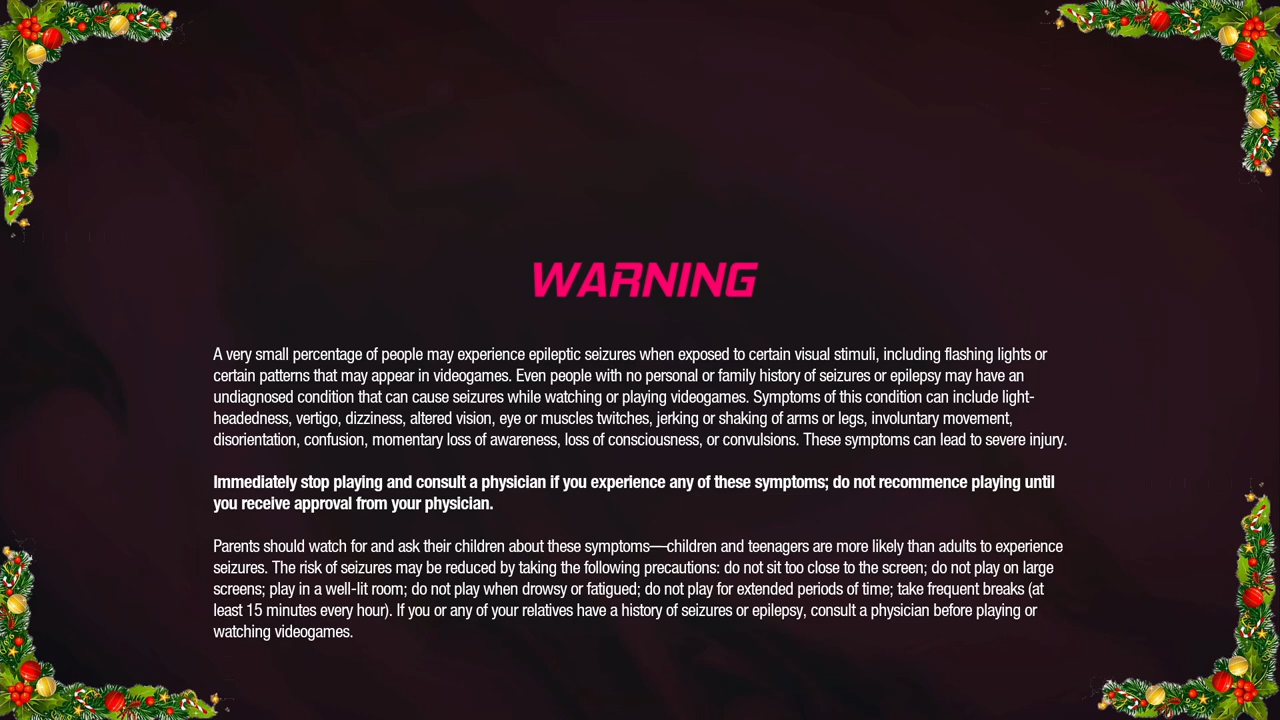 WARNING
A very small percentage of people may experience epileptic seizures when exposed to certain visual stimuli, including flashing lights or
certain patterns that may appear in videogames. Even people with no personal or family history of seizures or epilepsy may have an
undiagnosed condition that can cause seizures while watching or playing videogames. Symptoms of this condition can include light-
headedness, vertigo, dizziness, altered vision, eye or muscles twitches, jerking or shaking of arms or legs, involuntary movement,
disorientation, confusion, momentary loss of awareness, loss of consciousness, or convulsions. These symptoms can lead to severe injury.
Immediately stop playing and consult a physician if you experience any of these symptoms; do not recommence playing until
you receive approval from your physician.
Parents should watch for and ask their children about these symptoms—children and teenagers are more likely than adults to experience
seizures. The risk of seizures may be reduced by taking the following precautions: do not sit too close to the screen; do not play on large
screens; play in a well-lit room; do not play when drowsy or fatigued; do not play for extended periods of time; take frequent breaks (at
least 15 minutes every hour). If you or any of your relatives have a history of seizures or epilepsy, consult a physician before playing or
watching videogames.